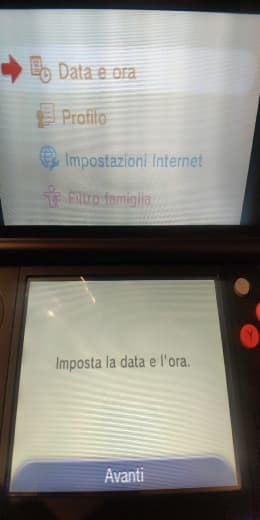 Data e ora
Profilo
Impostazioni Internet
Filtro famiglia
Imposta la data e l'ora.
Avanti
Y